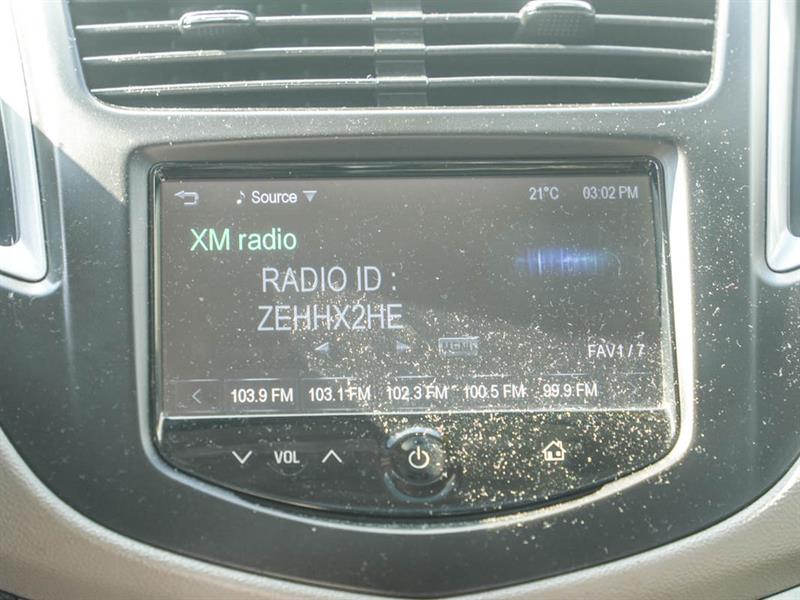 Source 21°C 03:02 PM
XM radio
RADIO ID :
ZEHHX2HE
FAV1 / 7
103.9 FM 103.1 FM 102.3 FM 100.5 FM 99.9 FM
VOL